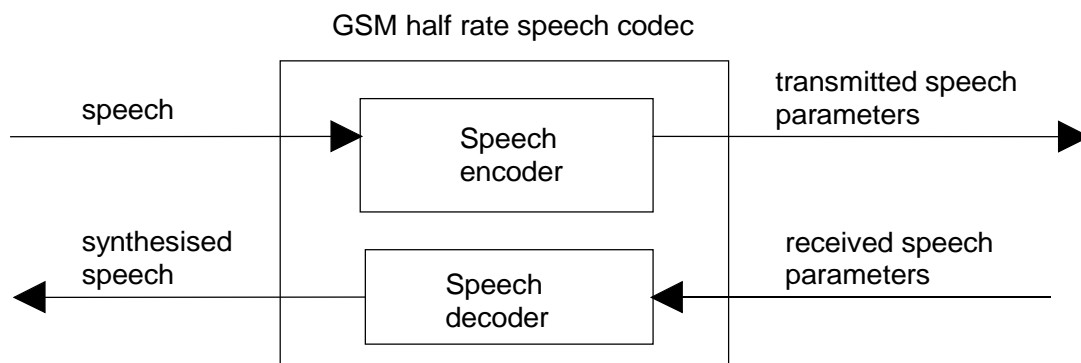 GSM half rate speech codec
speech
transmitted speech
parameters
Speech
encoder
synthesised
speech
received speech
parameters
Speech
decoder